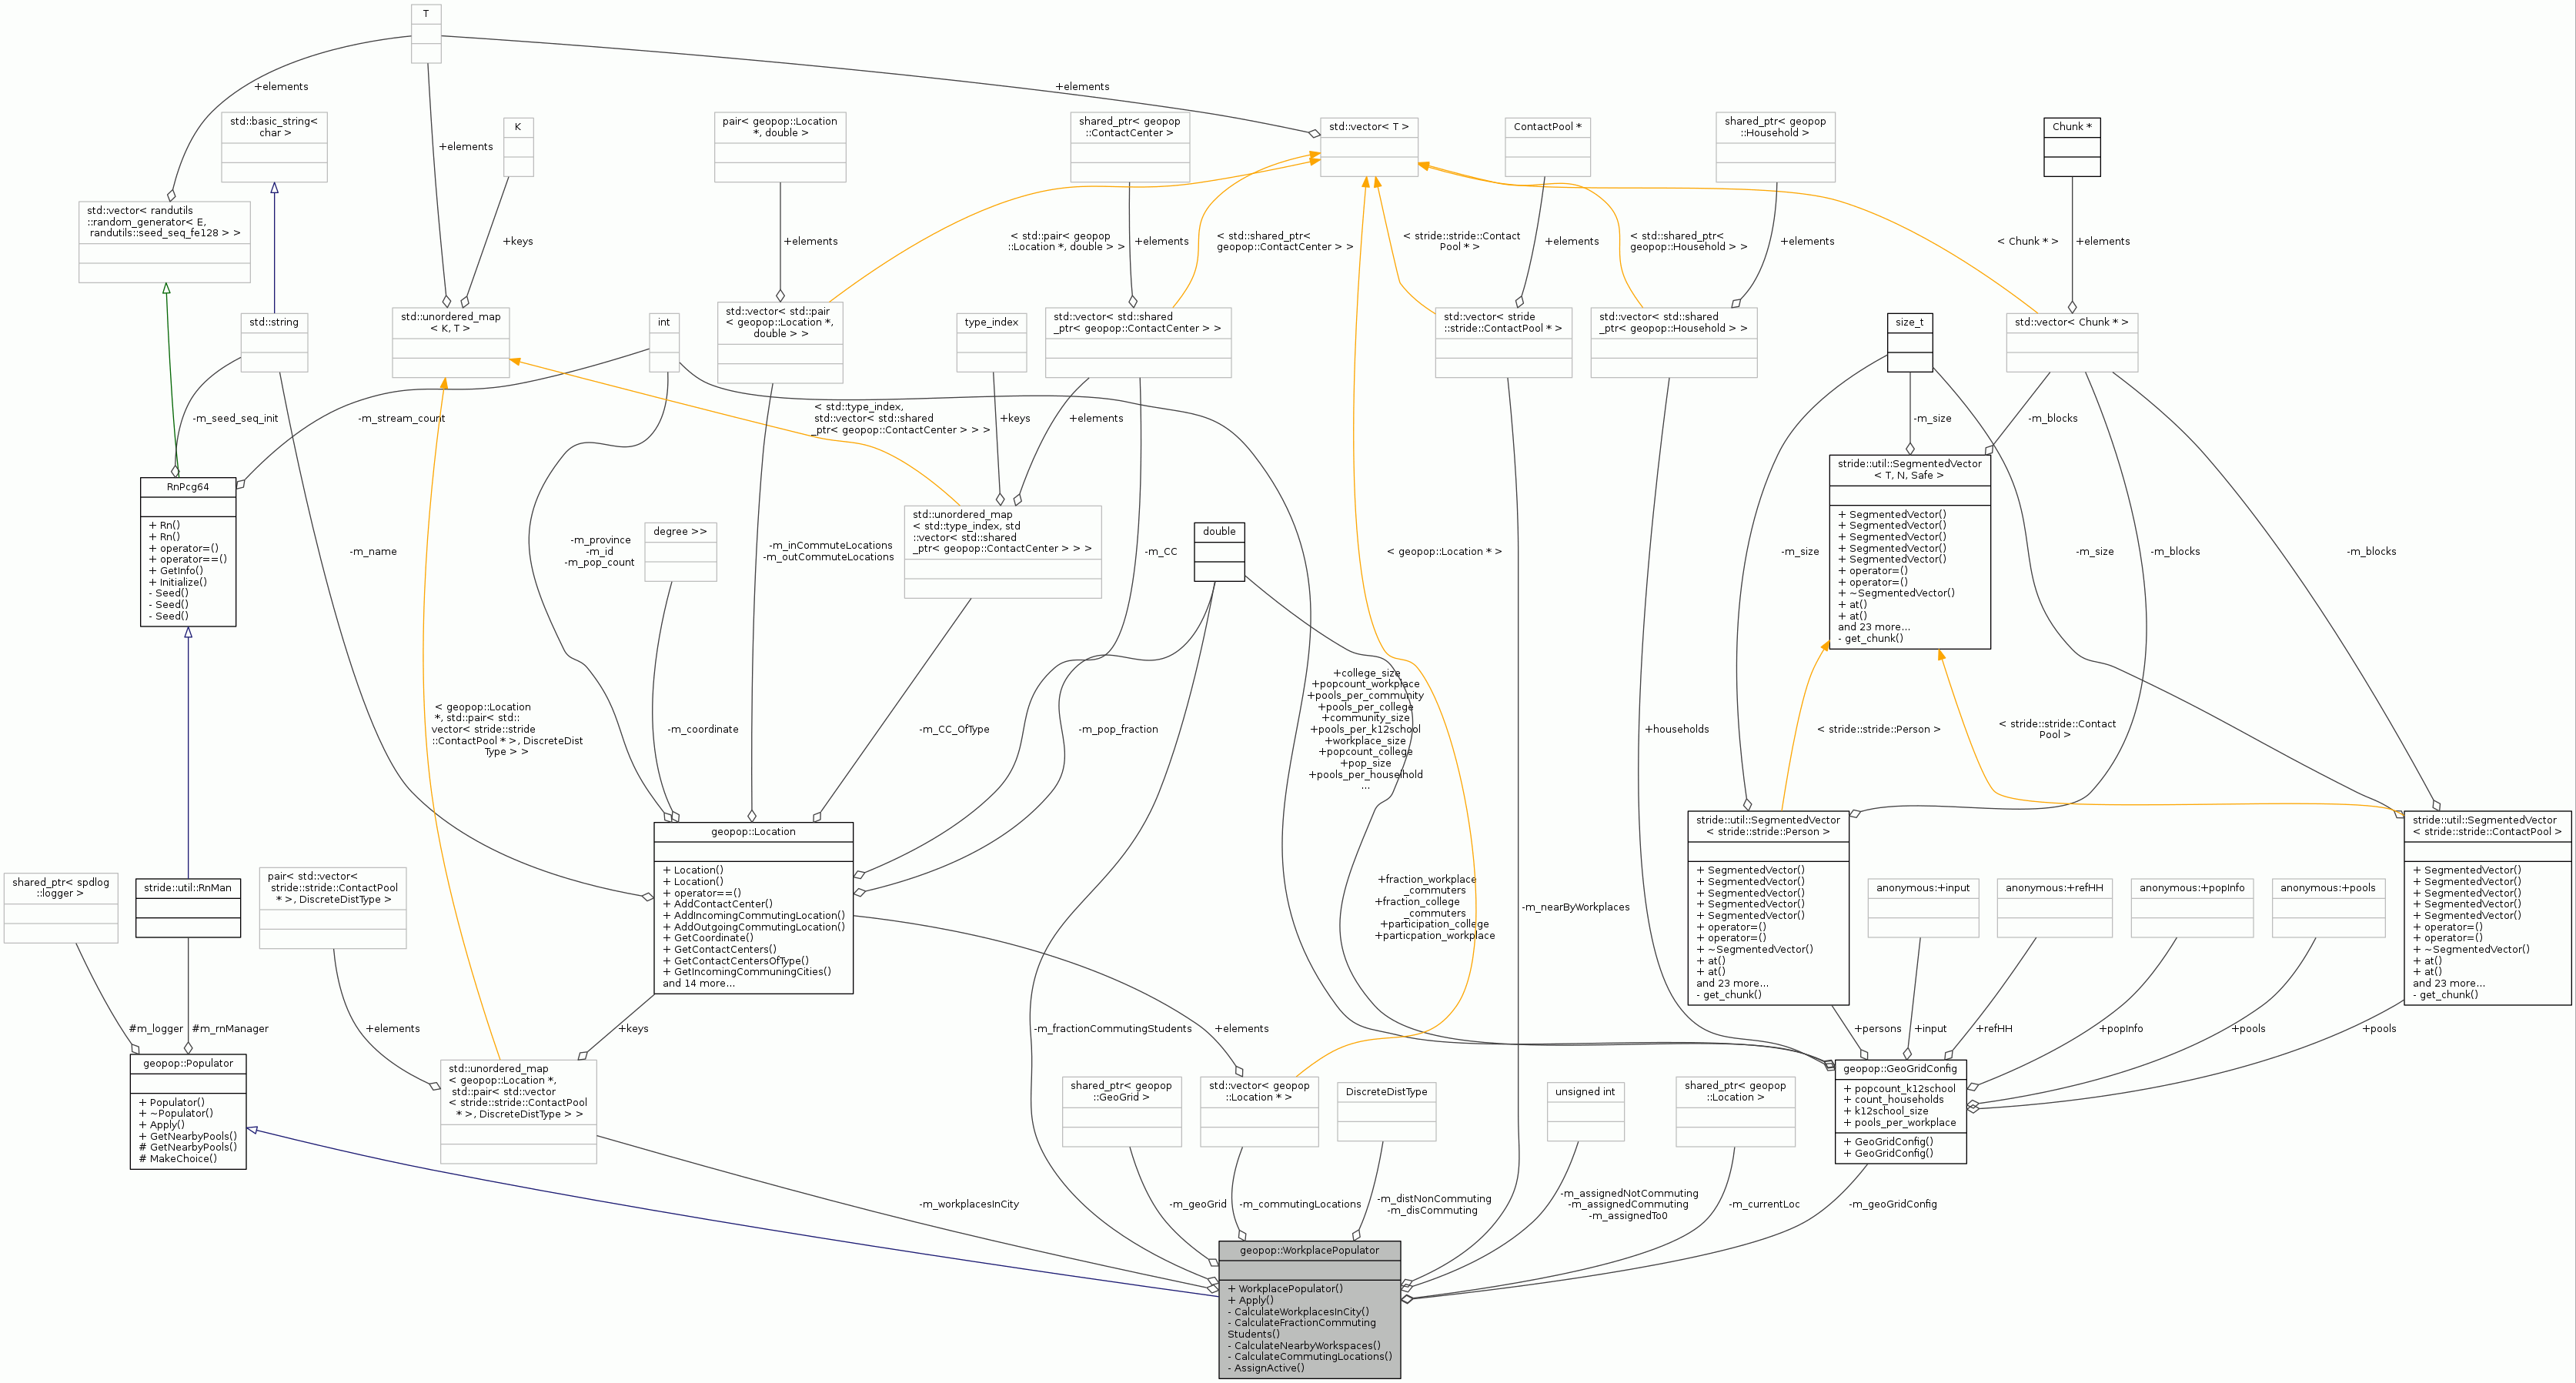 T
+elements
+elements
std::basic_string<
char >
K
pair< geopop::Location
*, double >
shared_ptr< geopop
::ContactCenter >
std::vector< T >
ContactPool *
shared_ptr< geopop
::Household >
Chunk *
+elements
std::vector< randutils
::random_generator< E,
randutils::seed_seq_fe128 > >
+keys
+elements
< std::pair< geopop
::Location *, double > >
+elements
< std::shared_ptr<
geopop::ContactCenter > >
< stride::stride::Contact
Pool * >
+elements
< std::shared_ptr<
geopop::Household > >
+elements
< Chunk * >
+elements
std::string
std::unordered_map
< K, T >
int
std::vector< std::pair
< geopop::Location *,
double > >
type_index
std::vector< std::shared
_ptr< geopop::ContactCenter > >
std::vector< stride
::stride::ContactPool * >
std::vector< std::shared
_ptr< geopop::Household > >
size_t
std::vector< Chunk * >
-m_seed_seq_init
-m_stream_count
< std::type_index,
std::vector< std::shared
_ptr< geopop::ContactCenter > > >
+keys
+elements
-m_size
-m_blocks
RnPcg64
+ Rn()
+ Rn()
+ operator=()
+ operator==()
+ GetInfo()
+ Initialize()
- Seed()
- Seed()
- Seed()
stride::util::SegmentedVector
< T, N, Safe >
+ SegmentedVector()
+ SegmentedVector()
+ SegmentedVector()
+ SegmentedVector()
+ SegmentedVector()
+ operator=()
+ operator=()
+ ~SegmentedVector()
+ at()
+ at()
and 23 more...
- get_chunk()
-m_name
-m_province
-m_id
-m_pop_count
degree >>
-m_inCommuteLocations
-m_outCommuteLocations
std::unordered_map
< std::type_index, std
::vector< std::shared
_ptr< geopop::ContactCenter > > >
-m_CC
double
< geopop::Location * >
-m_size
-m_size
-m_blocks
-m_blocks
< geopop::Location
*, std::pair< std::
vector< stride::stride
::ContactPool * >, DiscreteDist
Type > >
-m_coordinate
-m_CC_OfType
-m_pop_fraction
+college_size
+popcount_workplace
+pools_per_community
+pools_per_college
+community_size
+pools_per_k12school
+workplace_size
+popcount_college
+pop_size
+pools_per_houselhold
...
+households
< stride::stride::Person >
< stride::stride::Contact
Pool >
geopop::Location
+ Location()
+ Location()
+ operator==()
+ AddContactCenter()
+ AddIncomingCommutingLocation()
+ AddOutgoingCommutingLocation()
+ GetCoordinate()
+ GetContactCenters()
+ GetContactCentersOfType()
+ GetIncomingCommuningCities()
and 14 more...
stride::util::SegmentedVector
< stride::stride::Person >
+ SegmentedVector()
+ SegmentedVector()
+ SegmentedVector()
+ SegmentedVector()
+ SegmentedVector()
+ operator=()
+ operator=()
+ ~SegmentedVector()
+ at()
+ at()
and 23 more...
- get_chunk()
stride::util::SegmentedVector
< stride::stride::ContactPool >
+ SegmentedVector()
+ SegmentedVector()
+ SegmentedVector()
+ SegmentedVector()
+ SegmentedVector()
+ operator=()
+ operator=()
+ ~SegmentedVector()
+ at()
+ at()
and 23 more...
- get_chunk()
shared_ptr< spdlog
::logger >
stride::util::RnMan
pair< std::vector<
stride::stride::ContactPool
* >, DiscreteDistType >
+fraction_workplace
_commuters
+fraction_college
_commuters
+participation_college
+particpation_workplace
-m_nearByWorkplaces
anonymous:+input
anonymous:+refHH
anonymous:+popInfo
anonymous:+pools
#m_logger
#m_rnManager
+elements
+keys
-m_fractionCommutingStudents
+elements
+persons
+input
+refHH
+popInfo
+pools
+pools
geopop::Populator
+ Populator()
+ ~Populator()
+ Apply()
+ GetNearbyPools()
# GetNearbyPools()
# MakeChoice()
std::unordered_map
< geopop::Location *,
std::pair< std::vector
< stride::stride::ContactPool
* >, DiscreteDistType > >
shared_ptr< geopop
::GeoGrid >
std::vector< geopop
::Location * >
DiscreteDistType
unsigned int
shared_ptr< geopop
::Location >
geopop::GeoGridConfig
+ popcount_k12school
+ count_households
+ k12school_size
+ pools_per_workplace
+ GeoGridConfig()
+ GeoGridConfig()
-m_workplacesInCity
-m_geoGrid
-m_commutingLocations
-m_distNonCommuting
-m_disCommuting
-m_assignedNotCommuting
-m_assignedCommuting
-m_assignedTo0
-m_currentLoc
-m_geoGridConfig
geopop::WorkplacePopulator
+ WorkplacePopulator()
+ Apply()
- CalculateWorkplacesInCity()
- CalculateFractionCommuting
Students()
- CalculateNearbyWorkspaces()
- CalculateCommutingLocations()
- AssignActive()